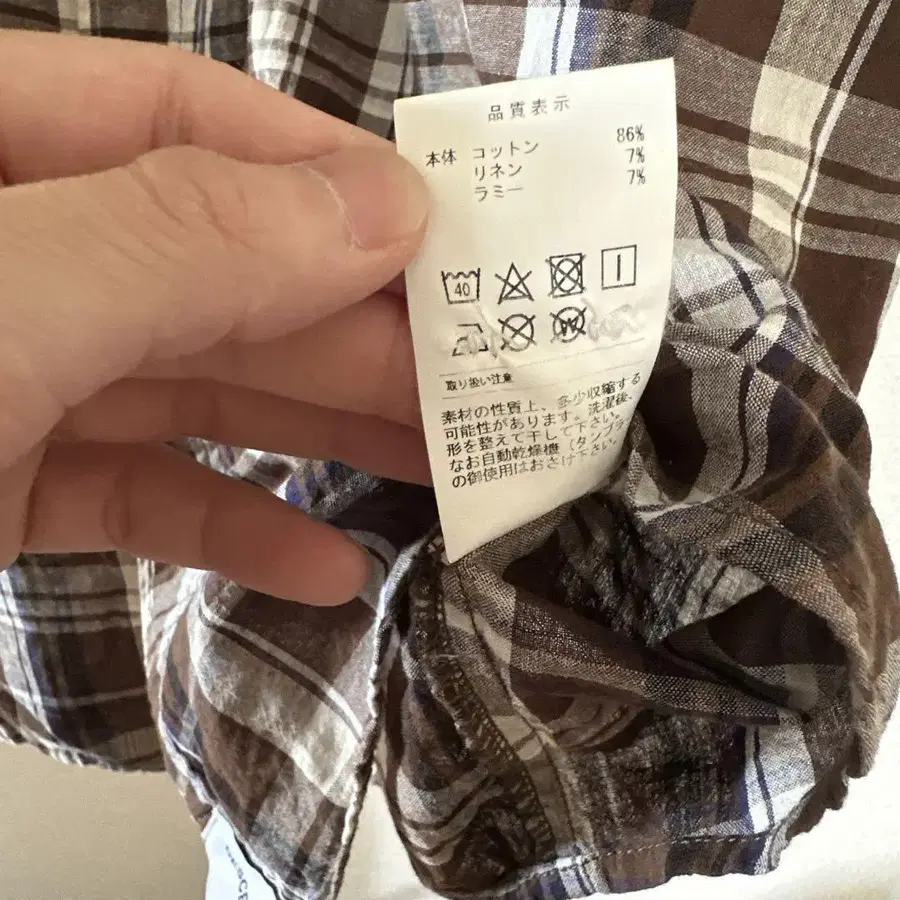 品質表示
本体 コットン 86%
リネン 7%
ラミー 7%
40
W
取り扱い注意
素材の性質上、多少収縮する
可能性があります。洗濯後、
形を整えて干して下さい。
なお自動乾燥機(タンブラー)
の御使用はおさけ下さい。